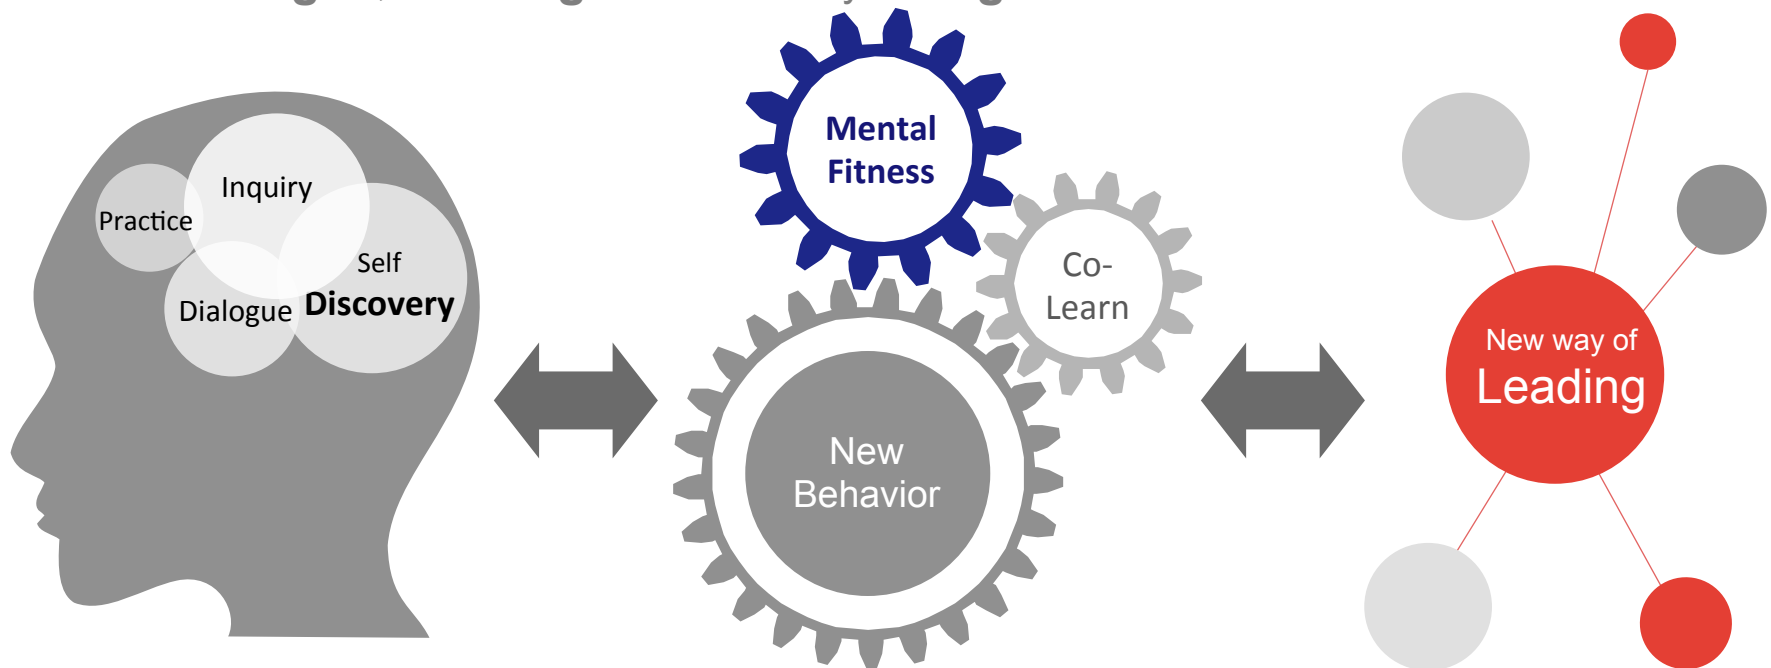 Mental
Fitness
Inquiry
Practice
Self
Discovery
Dialogue
Co-
Learn
New
Behavior
New way of
Leading